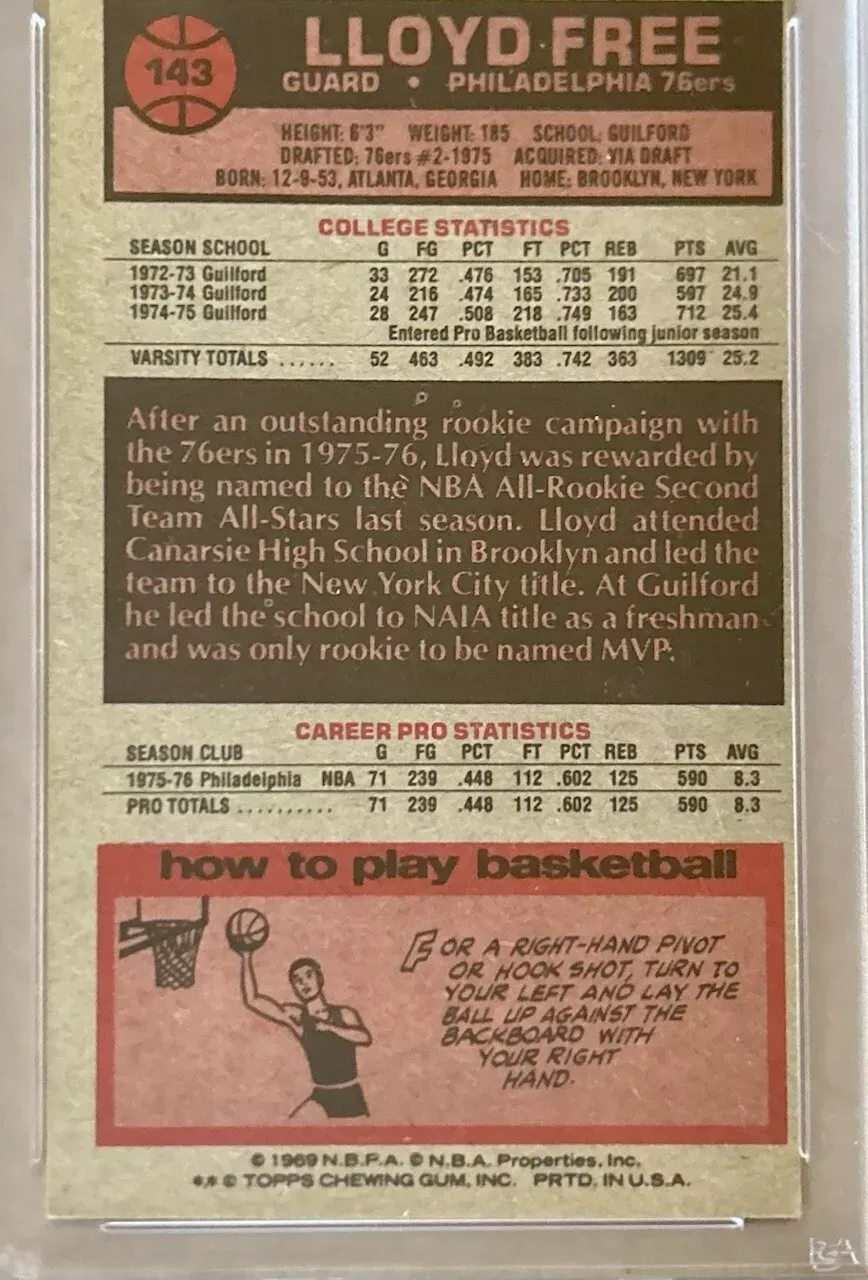 143
LLOYD FREE
GUARD • PHILADELPHIA 76ers
HEIGHT: 6'3" WEIGHT: 185 SCHOOL: GUILFORD
DRAFTED: 76ers #2-1975 ACQUIRED: VIA DRAFT
BORN: 12-9-53, ATLANTA, GEORGIA HOME: BROOKLYN, NEW YORK
COLLEGE STATISTICS
SEASON SCHOOL G FG PCT FT PCT REB PTS AVG
1972-73 Guilford 33 272 .476 153 .705 191 697 21.1
1973-74 Guilford 24 216 .474 165 .733 200 597 24.9
1974-75 Guilford 28 247 .508 218 .749 163 712 25.4
Entered Pro Basketball following junior season
VARSITY TOTALS ...... 52 463 .492 383 .742 363 1309 25.2
After an outstanding rookie campaign with
the 76ers in 1975-76, Lloyd was rewarded by
being named to the NBA All-Rookie Second
Team All-Stars last season. Lloyd attended
Canarsie High School in Brooklyn and led the
team to the New York City title. At Guilford
he led the school to NAIA title as a freshman
and was only rookie to be named MVP.
CAREER PRO STATISTICS
SEASON CLUB G FG PCT FT PCT REB PTS AVG
1975-76 Philadelphia NBA 71 239 .448 112 .602 125 590 8.3
PRO TOTALS .......... 71 239 .448 112 .602 125 590 8.3
how to play basketball
FOR A RIGHT-HAND PIVOT
OR HOOK SHOT, TURN TO
YOUR LEFT AND LAY THE
BALL UP AGAINST THE
BACKBOARD WITH
YOUR RIGHT
HAND.
© 1969 N.B.P.A. © N.B.A. Properties, Inc.
** © TOPPS CHEWING GUM, INC. PRTD. IN U.S.A.